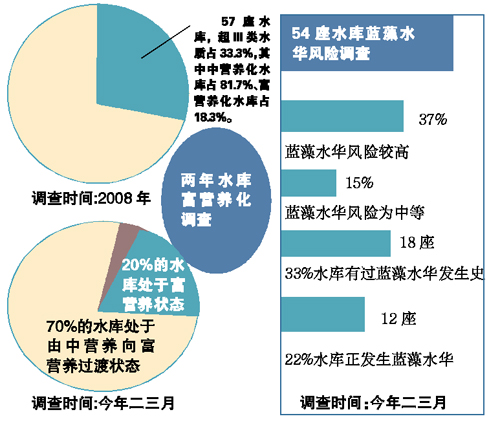 57座水
库，超III类水
质占33.3%,其
中中营养化水
库占81.7%、富
营养化水库占
18.3%。
调查时间:2008年
两年水库
富营养化
调查
20%的水
库处于富
营养状态
70%的水库处于
由中营养向富
营养过渡状态
调查时间:今年二三月
54座水库蓝藻水
华风险调查
37%
蓝藻水华风险较高
15%
蓝藻水华风险为中等
18座
33%水库有过蓝藻水华发生史
12座
22%水库正发生蓝藻水华
调查时间:今年二三月